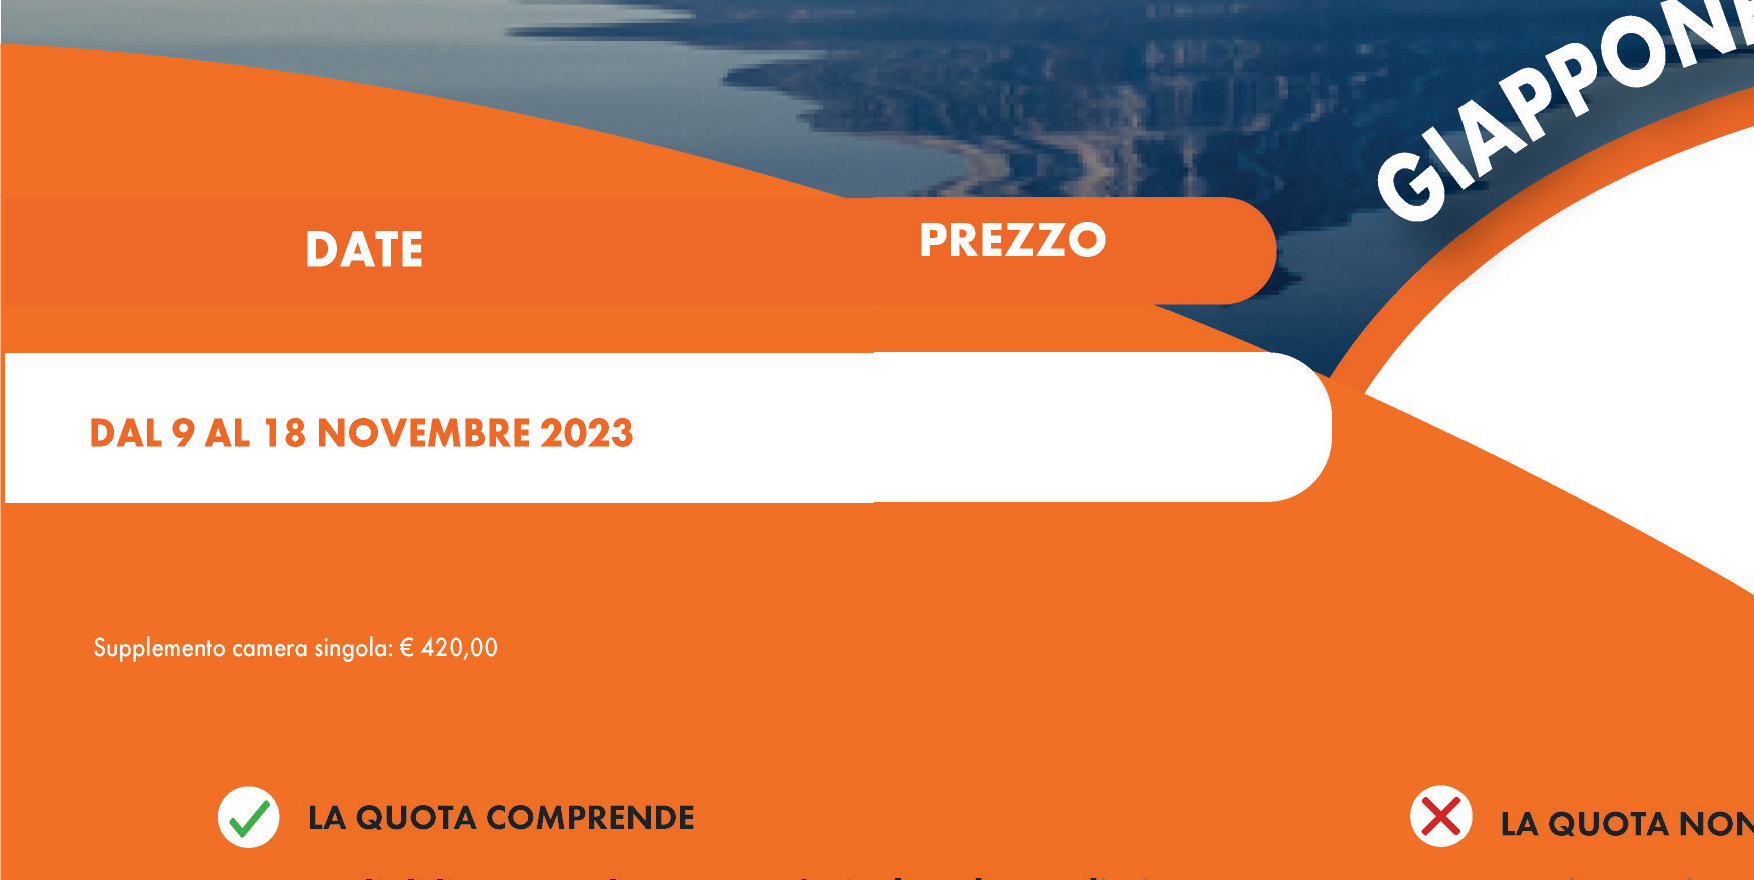 GIAPPONE
DATE
PREZZO
DAL 9 AL 18 NOVEMBRE 2023
Supplemento camera singola: € 420,00
LA QUOTA COMPRENDE
LA QUOTA NON